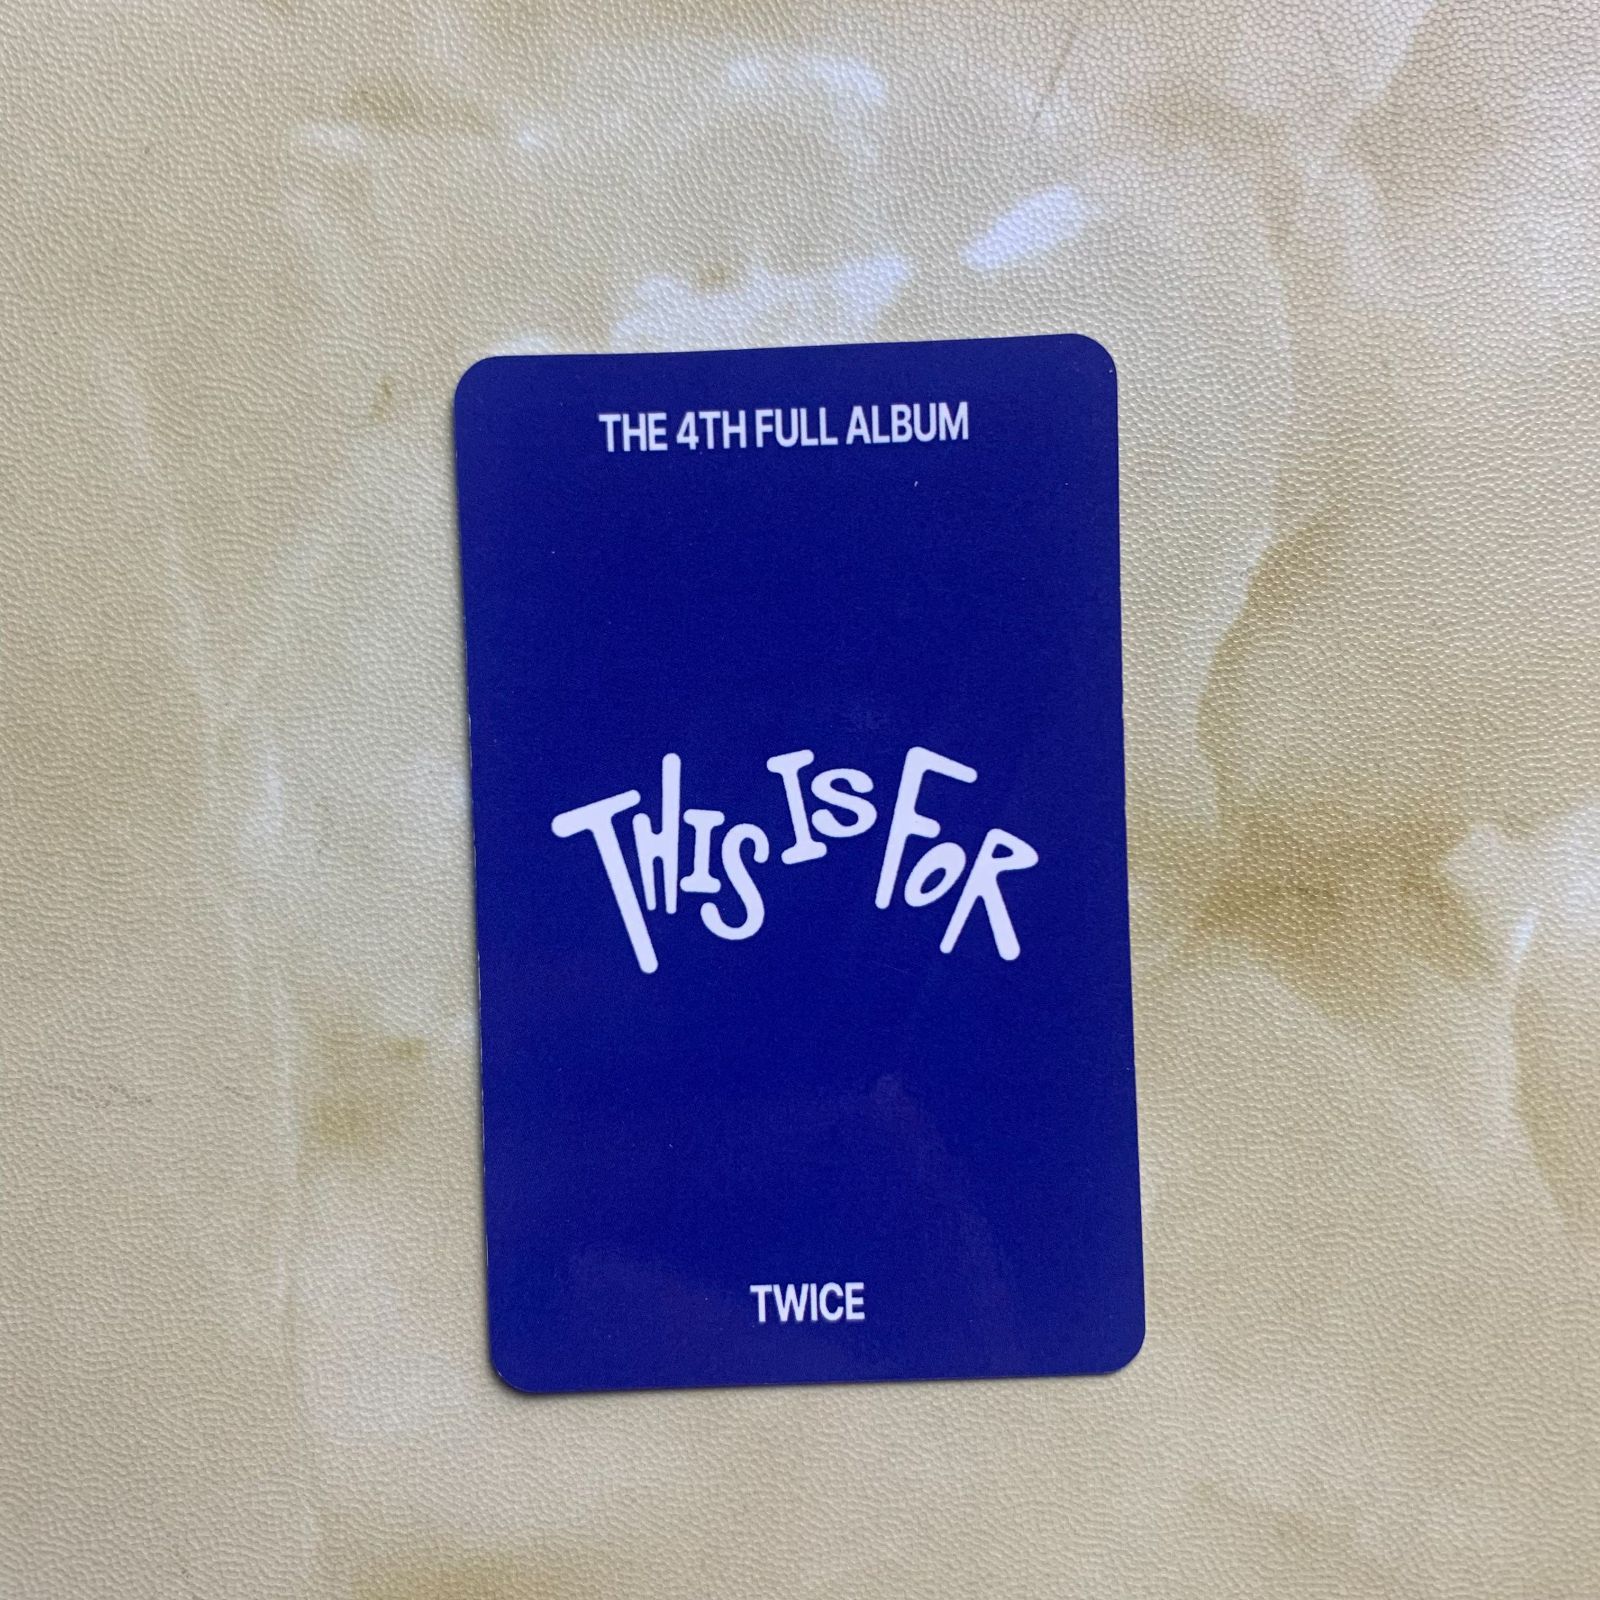 THE 4TH FULL ALBUM
THIS IS FOR
TWICE